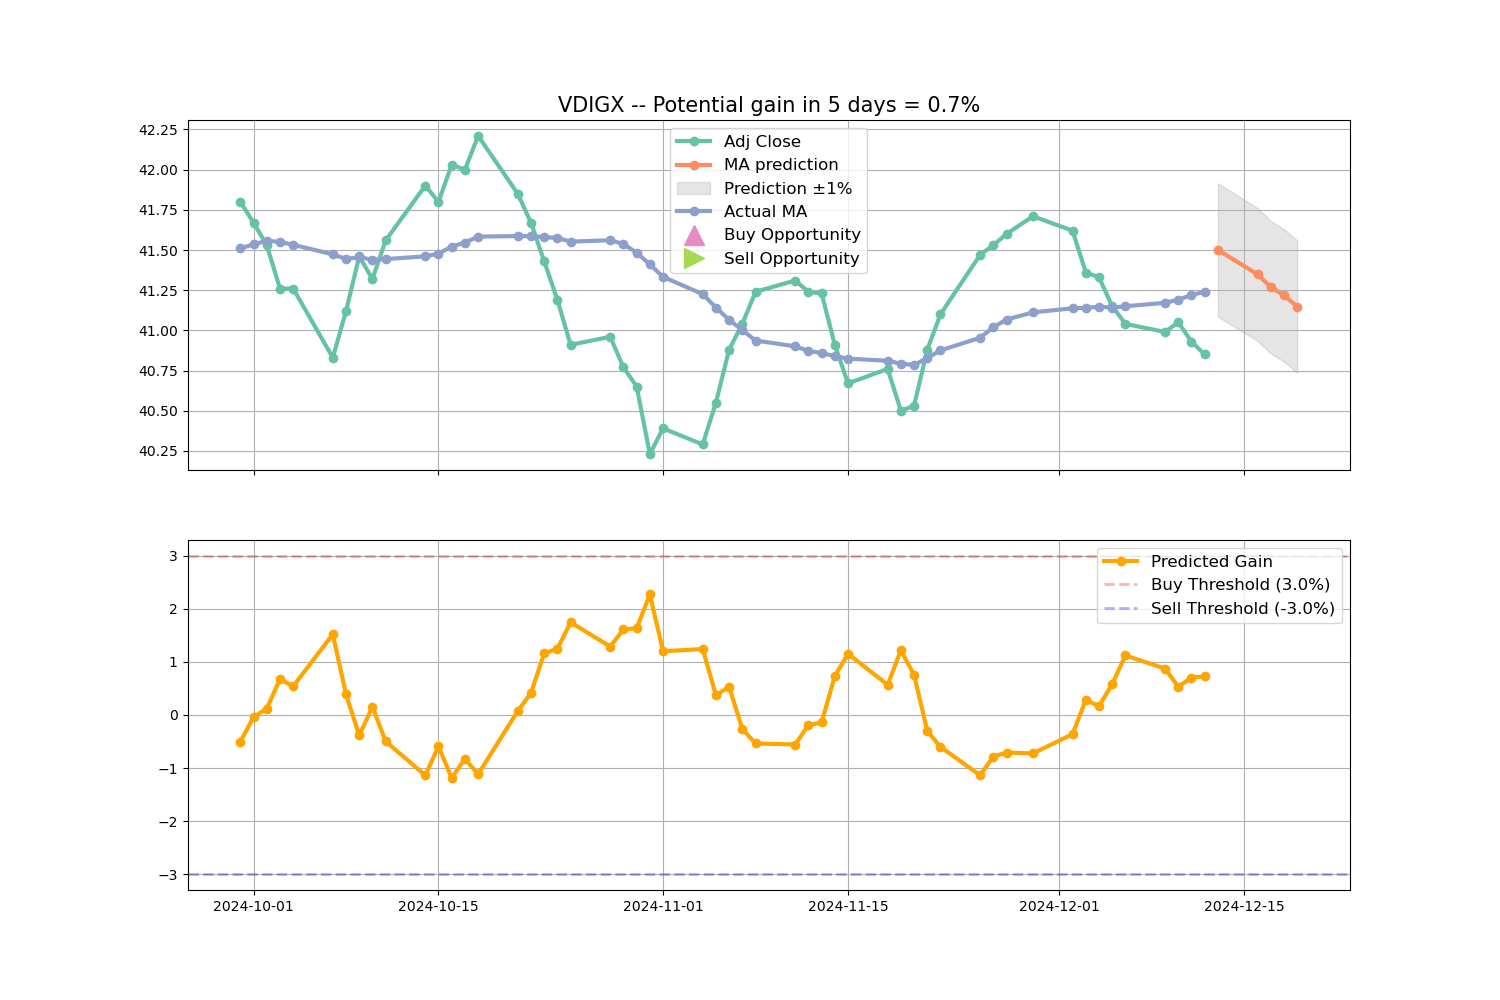 VDIGX -- Potential gain in 5 days = 0.7%
42.25
42.00
41.75
41.50
41.25
41.00
40.75
40.50
40.25
Adj Close
MA prediction
Prediction ±1%
Actual MA
Buy Opportunity
Sell Opportunity
3
2
1
0
−1
−2
−3
Predicted Gain
Buy Threshold (3.0%)
Sell Threshold (-3.0%)
2024-10-01
2024-10-15
2024-11-01
2024-11-15
2024-12-01
2024-12-15